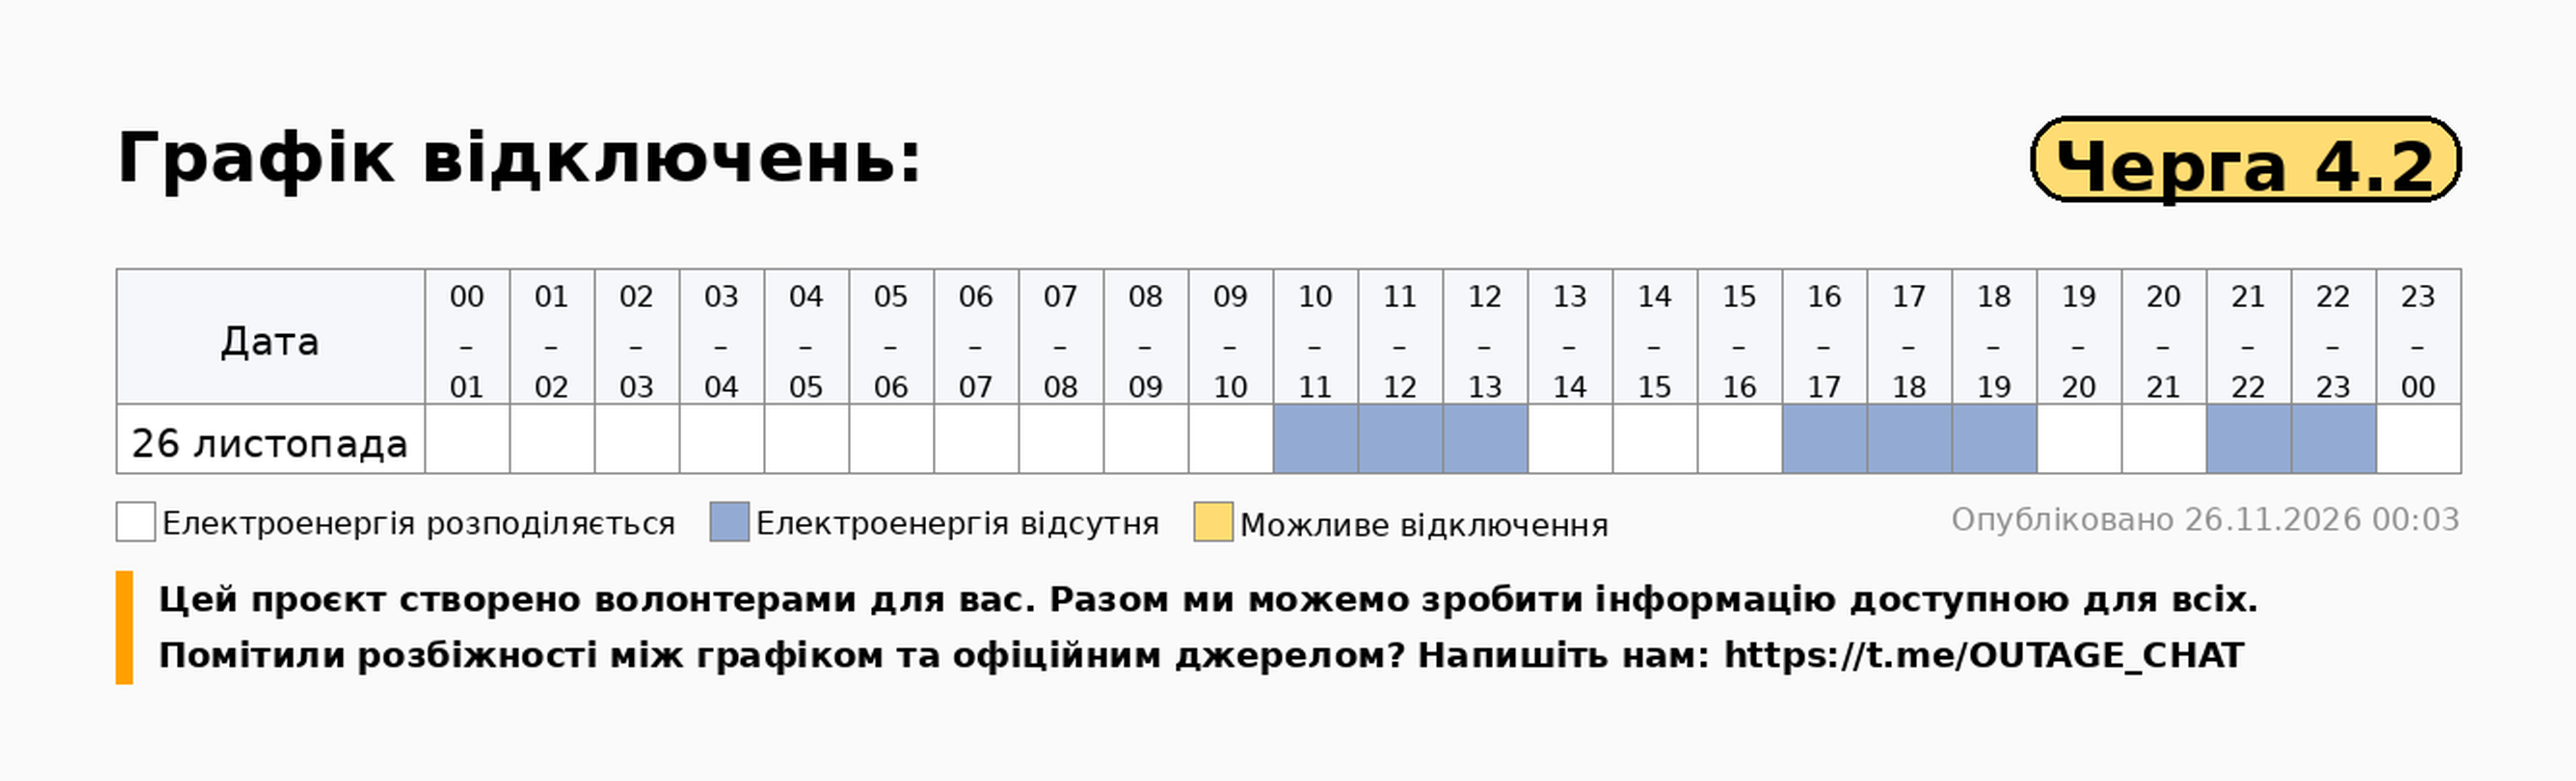 Графік відключень:
Черга 4.2
Дата
00 – 01
01 – 02
02 – 03
03 – 04
04 – 05
05 – 06
06 – 07
07 – 08
08 – 09
09 – 10
10 – 11
11 – 12
12 – 13
13 – 14
14 – 15
15 – 16
16 – 17
17 – 18
18 – 19
19 – 20
20 – 21
21 – 22
22 – 23
23 – 00
26 листопада
Електроенергія розподіляється
Електроенергія відсутня
Можливе відключення
Опубліковано 26.11.2026 00:03
Цей проєкт створено волонтерами для вас. Разом ми можемо зробити інформацію доступною для всіх.
Помітили розбіжності між графіком та офіційним джерелом? Напишіть нам: https://t.me/OUTAGE_CHAT